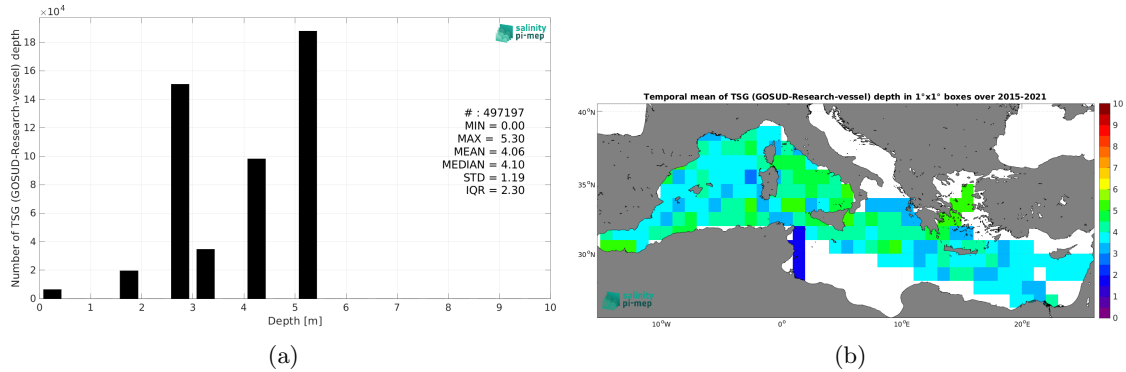 ×10⁴
18
16
14
12
10
8
6
4
2
0
Number of TSG (GOSUD-Research-vessel) depth
salinity
pi-mep
# : 497197
MIN = 0.00
MAX = 5.30
MEAN = 4.06
MEDIAN = 4.10
STD = 1.19
IQR = 2.30
0 1 2 3 4 5 6 7 8 9 10
Depth [m]
(a)
Temporal mean of TSG (GOSUD-Research-vessel) depth in 1°x1° boxes over 2015-2021
40°N
35°N
30°N
salinity
pi-mep
10°W 0° 10°E 20°E
10
9
8
7
6
5
4
3
2
1
0
(b)